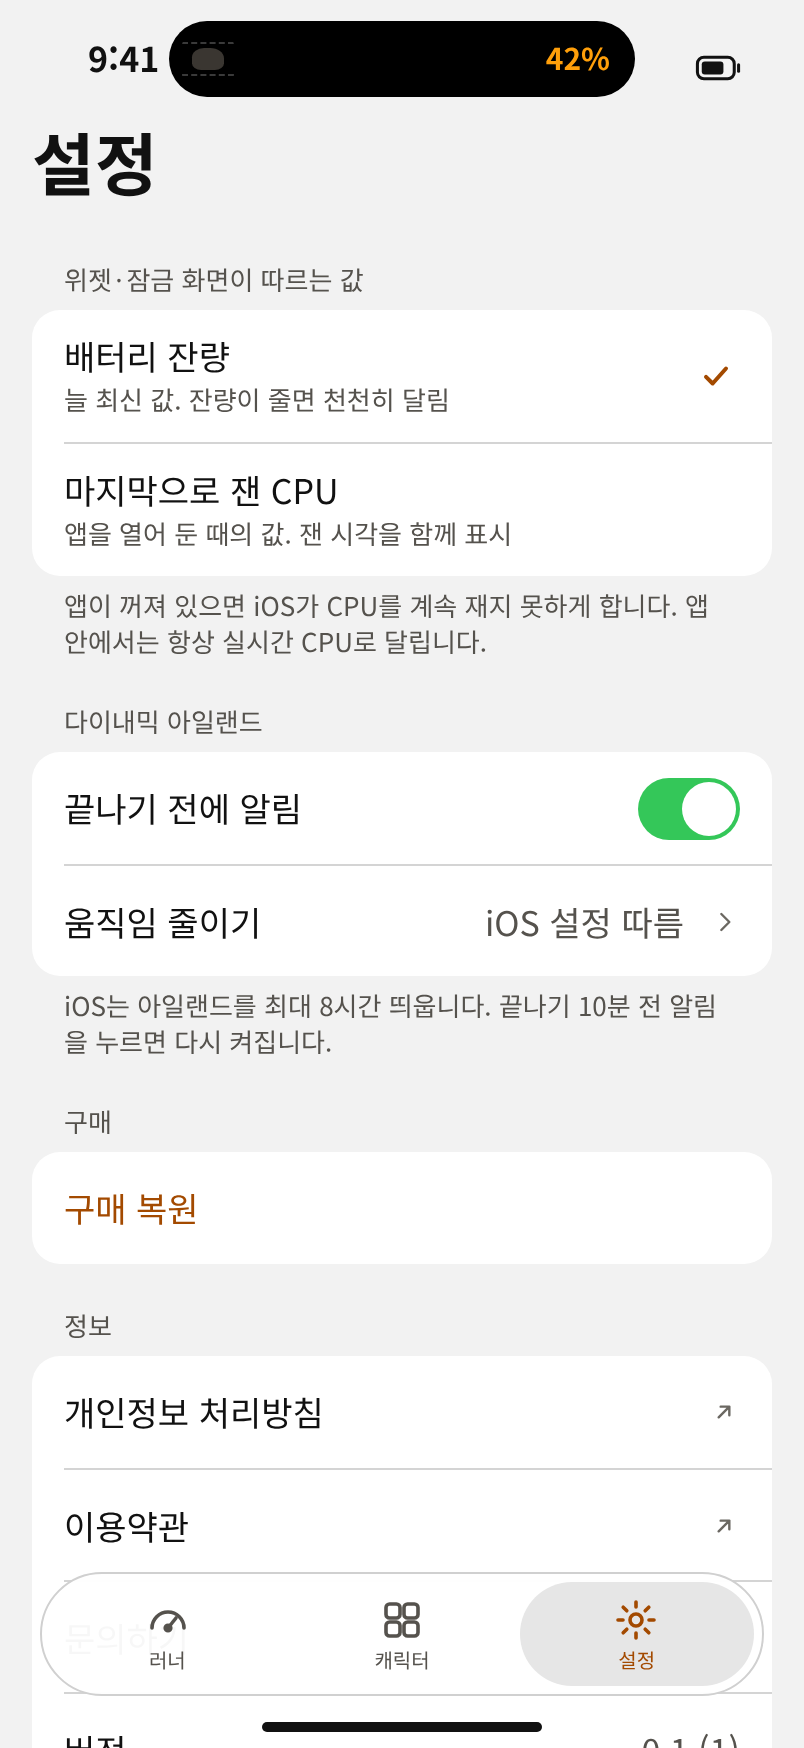 9:41
42%
설정
위젯·잠금 화면이 따르는 값
배터리 잔량
늘 최신 값. 잔량이 줄면 천천히 달림
마지막으로 잰 CPU
앱을 열어 둔 때의 값. 잰 시각을 함께 표시
앱이 꺼져 있으면 iOS가 CPU를 계속 재지 못하게 합니다. 앱
안에서는 항상 실시간 CPU로 달립니다.
다이내믹 아일랜드
끝나기 전에 알림
움직임 줄이기 iOS 설정 따름
iOS는 아일랜드를 최대 8시간 띄웁니다. 끝나기 10분 전 알림
을 누르면 다시 켜집니다.
구매
구매 복원
정보
개인정보 처리방침
이용약관
문의하기
러너 캐릭터 설정
버전 0.1 (1)